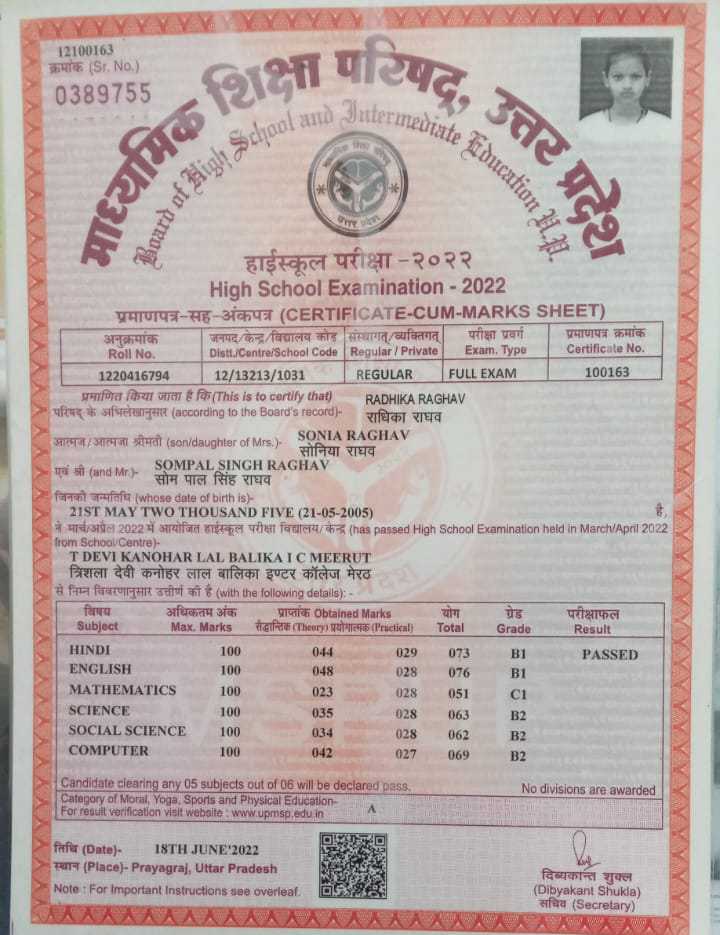 12100163
क्रमांक (Sr. No.)
0389755
माध्यमिक शिक्षा परिषद्, उत्तर प्रदेश
Board of High School and Intermediate Education U.P.
हाईस्कूल परीक्षा -२०२२
High School Examination - 2022
प्रमाणपत्र-सह-अंकपत्र (CERTIFICATE-CUM-MARKS SHEET)
अनुक्रमांक जनपद/केन्द्र/विद्यालय कोड संस्थागत्/व्यक्तिगत् परीक्षा प्रवर्ग प्रमाणपत्र क्रमांक
Roll No. Distt./Centre/School Code Regular / Private Exam. Type Certificate No.
1220416794 12/13213/1031 REGULAR FULL EXAM 100163
प्रमाणित किया जाता है कि (This is to certify that) RADHIKA RAGHAV
परिषद् के अभिलेखानुसार (according to the Board's record)- राधिका राघव
आत्मज/आत्मजा श्रीमती (son/daughter of Mrs.)- SONIA RAGHAV
सोनिया राघव
एवं श्री (and Mr.)- SOMPAL SINGH RAGHAV
सोम पाल सिंह राघव
जिनकी जन्मतिथि (whose date of birth is)-
21ST MAY TWO THOUSAND FIVE (21-05-2005) है,
ने मार्च/अप्रैल 2022 में आयोजित हाईस्कूल परीक्षा विद्यालय/केन्द्र (has passed High School Examination held in March/April 2022
from School/Centre)-
T DEVI KANOHAR LAL BALIKA I C MEERUT
त्रिशला देवी कनोहर लाल बालिका इण्टर कॉलेज मेरठ
से निम्न विवरणानुसार उत्तीर्ण की है (with the following details): -
विषय अधिकतम अंक प्राप्तांक Obtained Marks योग ग्रेड परीक्षाफल
Subject Max. Marks सैद्धान्तिक (Theory) प्रयोगात्मक (Practical) Total Grade Result
HINDI 100 044 029 073 B1 PASSED
ENGLISH 100 048 028 076 B1
MATHEMATICS 100 023 028 051 C1
SCIENCE 100 035 028 063 B2
SOCIAL SCIENCE 100 034 028 062 B2
COMPUTER 100 042 027 069 B2
Candidate clearing any 05 subjects out of 06 will be declared pass. No divisions are awarded
Category of Moral, Yoga, Sports and Physical Education- A
For result verification visit website : www.upmsp.edu.in
तिथि (Date)- 18TH JUNE'2022
स्थान (Place)- Prayagraj, Uttar Pradesh
Note : For Important Instructions see overleaf.
दिब्यकान्त शुक्ल
(Dibyakant Shukla)
सचिव (Secretary)